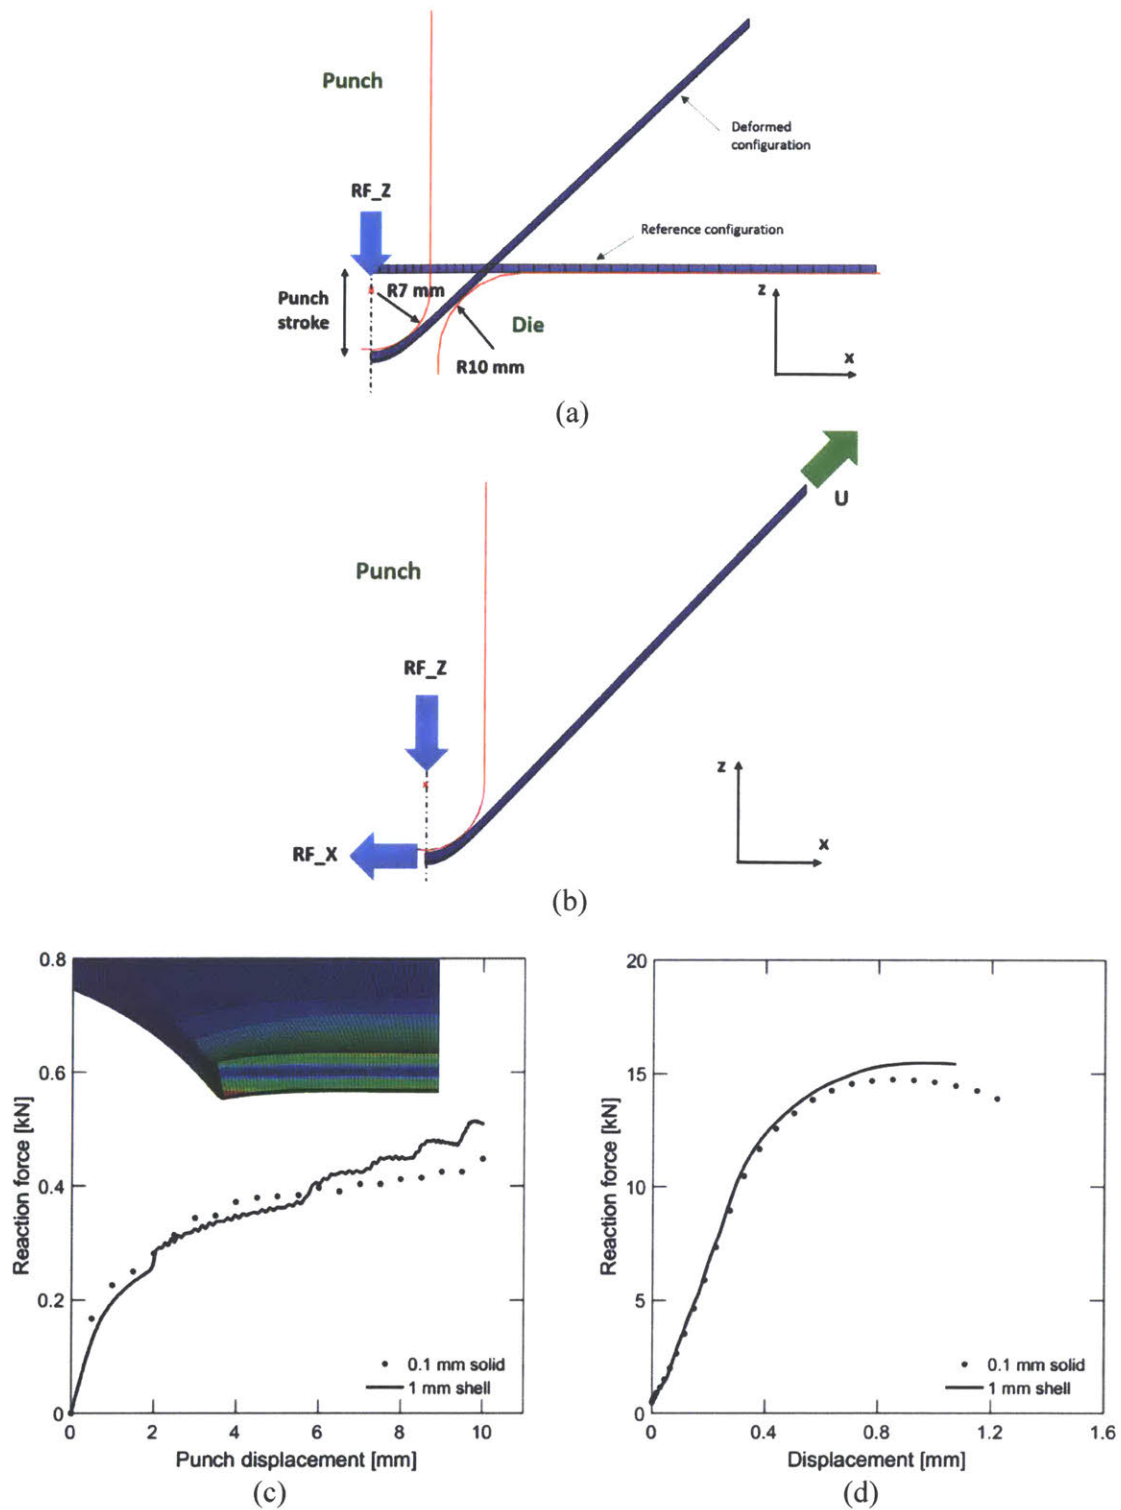 Punch
Deformed
configuration
RF_Z
Reference configuration
Punch
stroke
R7 mm
Die
R10 mm
z
x
(a)
U
Punch
RF_Z
z
x
RF_X
(b)
0.8
0.6
0.4
0.2
0
Reaction force [kN]
0.1 mm solid
1 mm shell
0 2 4 6 8 10
Punch displacement [mm]
(c)
20
15
10
5
0
Reaction force [kN]
0.1 mm solid
1 mm shell
0 0.4 0.8 1.2 1.6
Displacement [mm]
(d)